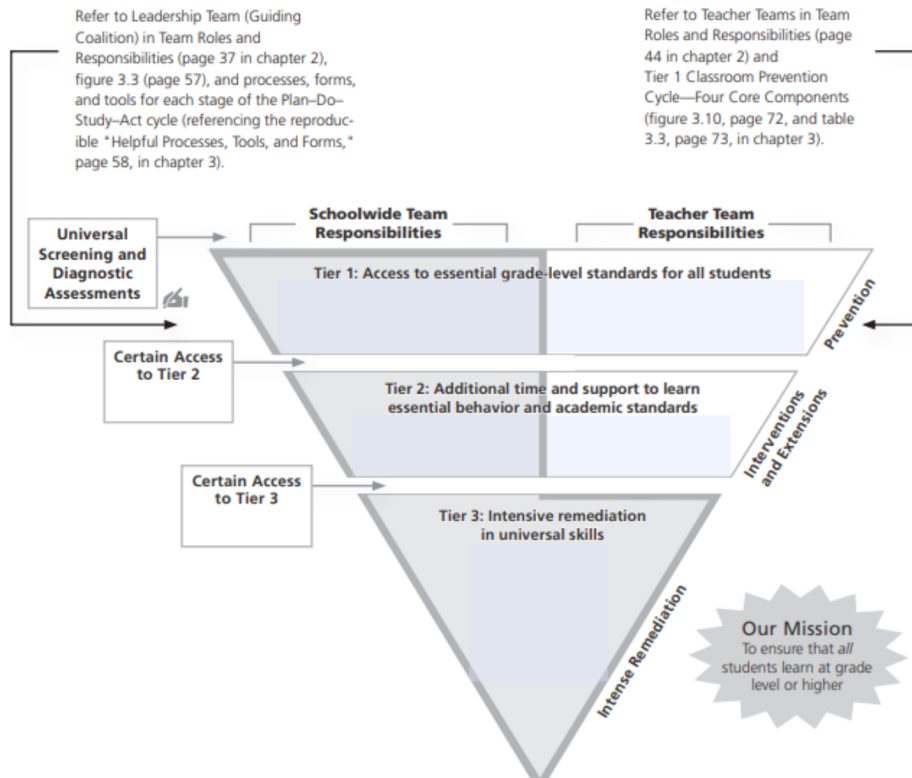 Refer to Leadership Team (Guiding
Coalition) in Team Roles and
Responsibilities (page 37 in chapter 2),
figure 3.3 (page 57), and processes, forms,
and tools for each stage of the Plan–Do–
Study–Act cycle (referencing the reproduc-
ible "Helpful Processes, Tools, and Forms,"
page 58, in chapter 3).
Refer to Teacher Teams in Team
Roles and Responsibilities (page
44 in chapter 2) and
Tier 1 Classroom Prevention
Cycle—Four Core Components
(figure 3.10, page 72, and table
3.3, page 73, in chapter 3).
Schoolwide Team
Responsibilities
Teacher Team
Responsibilities
Universal
Screening and
Diagnostic
Assessments
Tier 1: Access to essential grade-level standards for all students
Prevention
Certain Access
to Tier 2
Tier 2: Additional time and support to learn
essential behavior and academic standards
Interventions
and Extensions
Certain Access
to Tier 3
Tier 3: Intensive remediation
in universal skills
Intense Remediation
Our Mission
To ensure that all
students learn at grade
level or higher